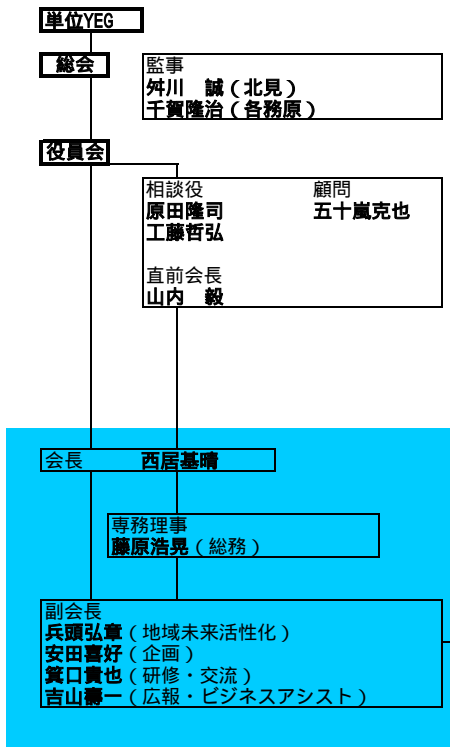 単位YEG
総会
監事
舛川　誠(北見)
千賀隆治(各務原)
役員会
相談役　顧問
原田隆司　五十嵐克也
工藤哲弘
直前会長
山内　毅
会長　西居基晴
専務理事
藤原浩晃(総務)
副会長
兵頭弘章(地域未来活性化)
安田喜好(企画)
箕口貴也(研修・交流)
吉山壽一(広報・ビジネスアシスト)